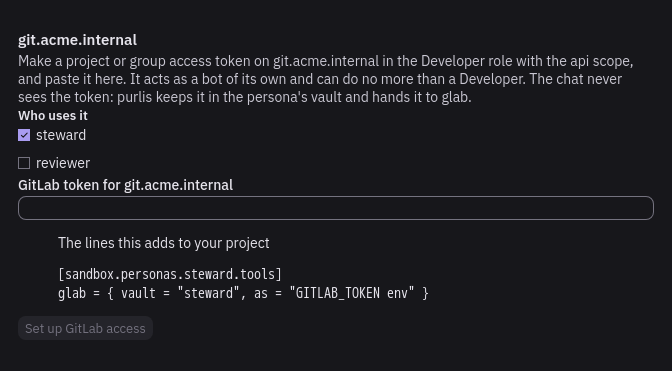 git.acme.internal
Make a project or group access token on git.acme.internal in the Developer role with the api scope,
and paste it here. It acts as a bot of its own and can do no more than a Developer. The chat never
sees the token: purlis keeps it in the persona's vault and hands it to glab.
Who uses it
steward
reviewer
GitLab token for git.acme.internal
The lines this adds to your project
[sandbox.personas.steward.tools]
glab = { vault = "steward", as = "GITLAB_TOKEN env" }
Set up GitLab access